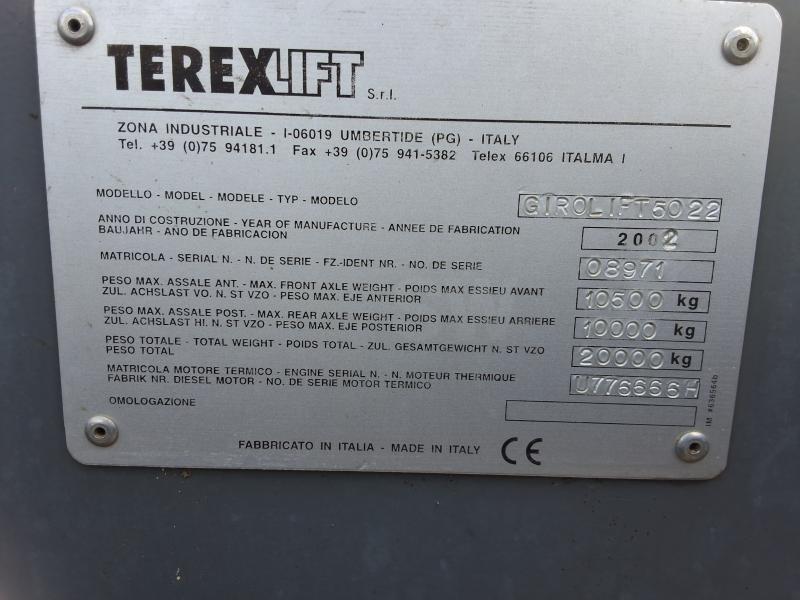 TEREXLIFT S.r.l.
ZONA INDUSTRIALE - I-06019 UMBERTIDE (PG) - ITALY
Tel. +39 (0)75 94181.1 Fax +39 (0)75 941-5382 Telex 66106 ITALMA I
MODELLO - MODEL - MODELE - TYP - MODELO GIROLIFT5022
ANNO DI COSTRUZIONE - YEAR OF MANUFACTURE - ANNEE DE FABRICATION
BAUJAHR - AÑO DE FABRICACION 2002
MATRICOLA - SERIAL N. - N. DE SERIE - FZ.-IDENT NR. - NO. DE SERIE 08971
PESO MAX. ASSALE ANT. - MAX. FRONT AXLE WEIGHT - POIDS MAX ESSIEU AVANT
ZUL. ACHSLAST VO. N. ST VZO - PESO MAX. EJE ANTERIOR 10500 kg
PESO MAX. ASSALE POST. - MAX. REAR AXLE WEIGHT - POIDS MAX ESSIEU ARRIERE
ZUL. ACHSLAST HI. N. ST VZO - PESO MAX. EJE POSTERIOR 10000 kg
PESO TOTALE - TOTAL WEIGHT - POIDS TOTAL - ZUL. GESAMTGEWICHT N. ST VZO
PESO TOTAL 20000 kg
MATRICOLA MOTORE TERMICO - ENGINE SERIAL N. - N. MOTEUR THERMIQUE
FABRIK NR. DIESEL MOTOR - NO. DE SERIE MOTOR TERMICO U776666H
OMOLOGAZIONE
IM #636564b
FABBRICATO IN ITALIA - MADE IN ITALY CE